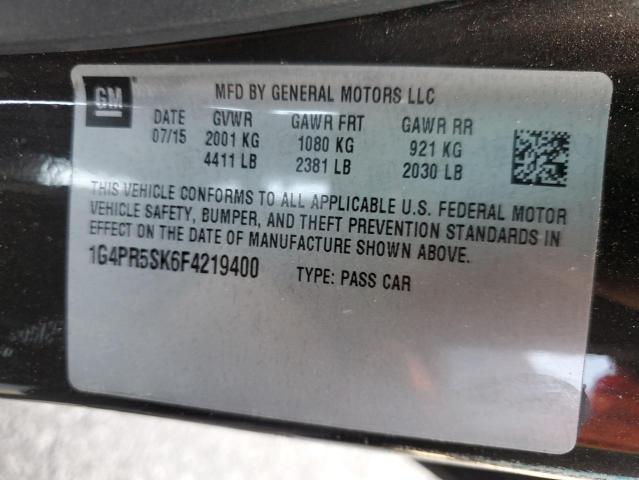 GM
MFD BY GENERAL MOTORS LLC
DATE GVWR GAWR FRT GAWR RR
07/15 2001 KG 1080 KG 921 KG
4411 LB 2381 LB 2030 LB
THIS VEHICLE CONFORMS TO ALL APPLICABLE U.S. FEDERAL MOTOR
VEHICLE SAFETY, BUMPER, AND THEFT PREVENTION STANDARDS IN
EFFECT ON THE DATE OF MANUFACTURE SHOWN ABOVE.
1G4PR5SK6F4219400 TYPE: PASS CAR